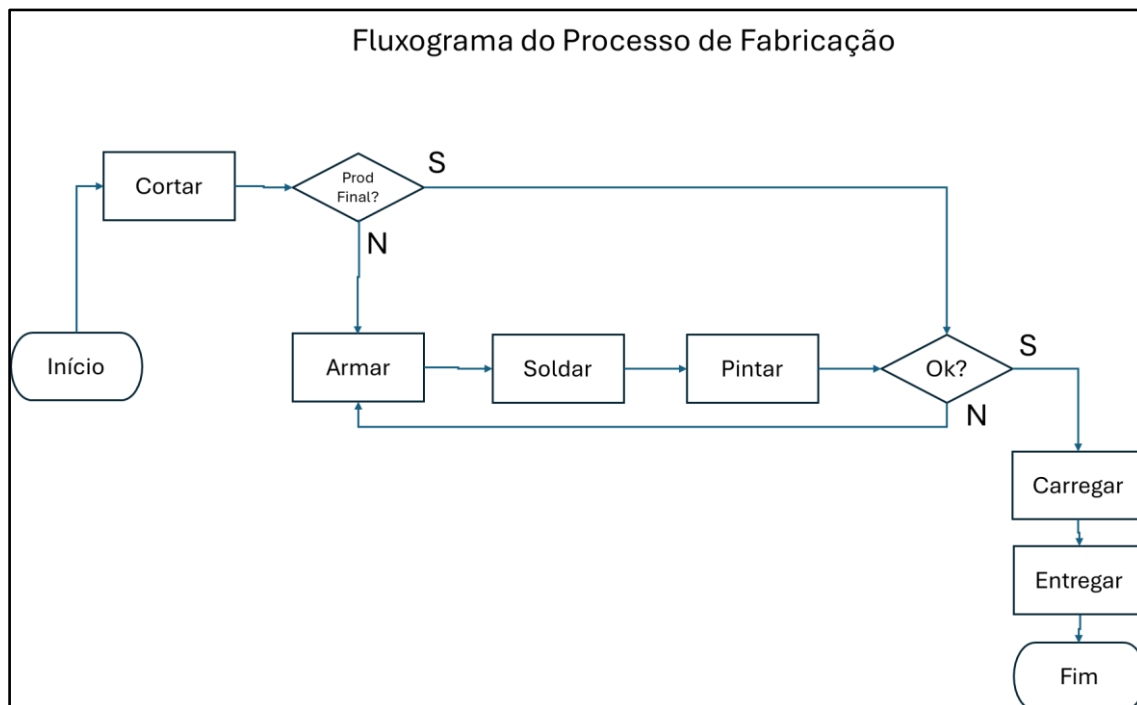 Fluxograma do Processo de Fabricação
Cortar
Prod
Final?
S
N
Início
Armar
Soldar
Pintar
Ok?
S
N
Carregar
Entregar
Fim